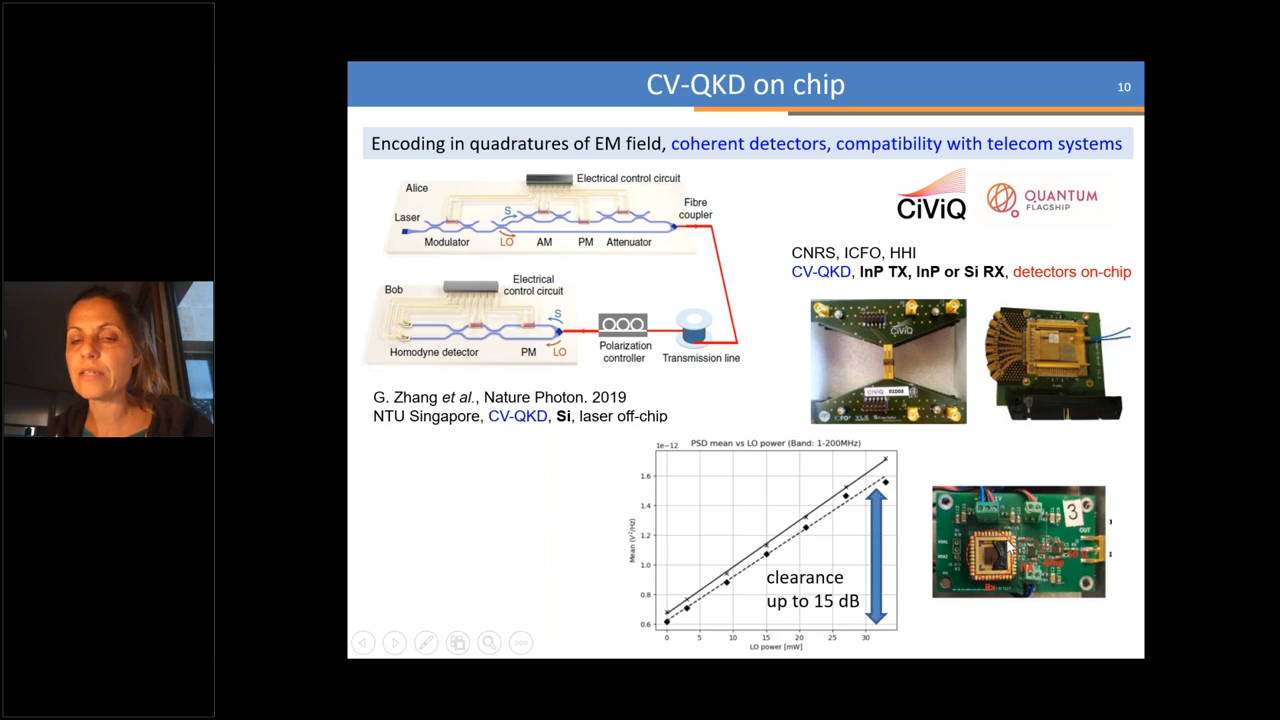 CV-QKD on chip
10
Encoding in quadratures of EM field, coherent detectors, compatibility with telecom systems
Alice
Electrical control circuit
Fibre
coupler
Laser
S
Modulator
LO
AM
PM
Attenuator
Bob
Electrical
control circuit
S
Homodyne detector
PM
LO
Polarization
controller
Transmission line
G. Zhang et al., Nature Photon. 2019
NTU Singapore, CV-QKD, Si, laser off-chip
CiViQ
QUANTUM
FLAGSHIP
CNRS, ICFO, HHI
CV-QKD, InP TX, InP or Si RX, detectors on-chip
CiViQ
PSD mean vs LO power (Band: 1-200MHz)
1e−12
1.6
1.4
1.2
1.0
0.8
0.6
Mean (V²/Hz)
0
5
10
15
20
25
30
LO power [mW]
clearance
up to 15 dB
3
OUT